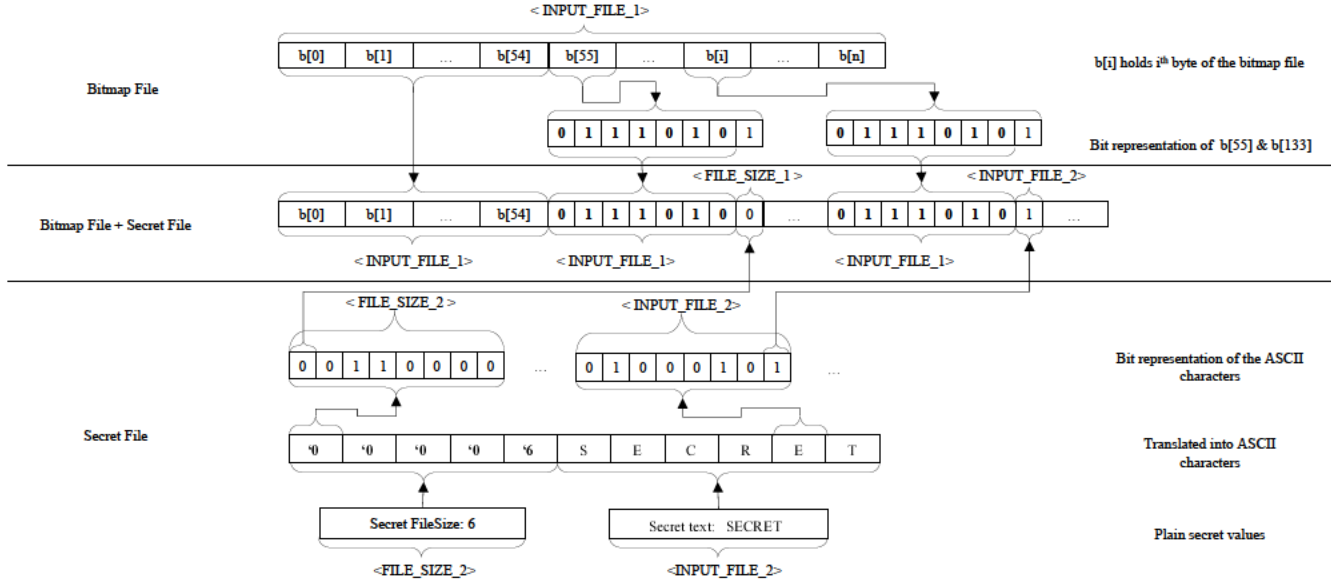 < INPUT_FILE_1>
b[0] b[1] ... b[54] b[55] ... b[i] ... b[n]
b[i] holds iᵗʰ byte of the bitmap file
Bitmap File
0 1 1 1 0 1 0 1 0 1 1 1 0 1 0 1
Bit representation of b[55] & b[133]
< FILE_SIZE_1 > <INPUT_FILE_2>
Bitmap File + Secret File
b[0] b[1] ... b[54] 0 1 1 1 0 1 0 0 ... 0 1 1 1 0 1 0 1 ...
< INPUT_FILE_1> <INPUT_FILE_1> <INPUT_FILE_1>
< FILE_SIZE_2 > <INPUT_FILE_2>
0 0 1 1 0 0 0 0 ... 0 1 0 0 0 1 0 1 ...
Bit representation of the ASCII
characters
Secret File
‘0 ‘0 ‘0 ‘0 ‘6 S E C R E T
Translated into ASCII
characters
Secret FileSize: 6 Secret text: SECRET
Plain secret values
<FILE_SIZE_2> <INPUT_FILE_2>